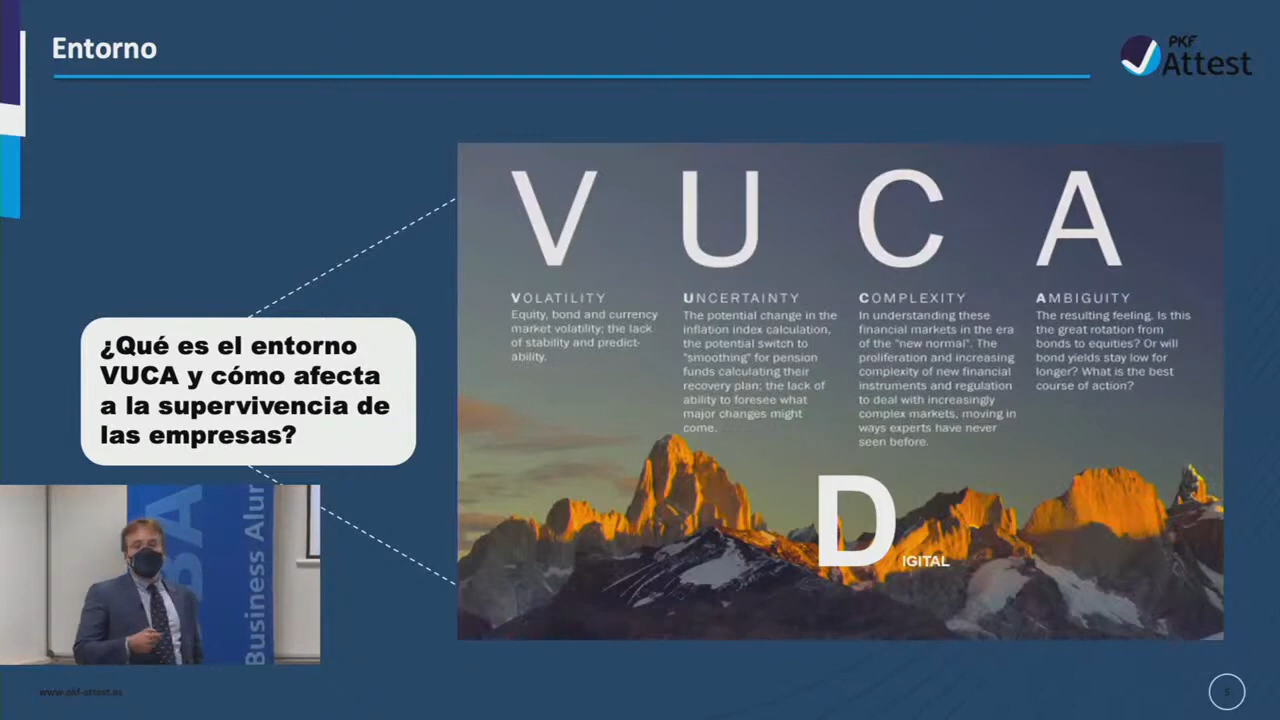 Entorno
PKF
Attest
¿Qué es el entorno
VUCA y cómo afecta
a la supervivencia de
las empresas?
V U C A
VOLATILITY
Equity, bond and currency
market volatility; the lack
of stability and predict-
ability.
UNCERTAINTY
The potential change in the
inflation index calculation,
the potential switch to
"smoothing" for pension
funds calculating their
recovery plan; the lack of
ability to foresee what
major changes might
come.
COMPLEXITY
In understanding these
financial markets in the era
of the "new normal". The
proliferation and increasing
complexity of new financial
instruments and regulation
to deal with increasingly
complex markets, moving in
ways experts have never
seen before.
AMBIGUITY
The resulting feeling. Is this
the great rotation from
bonds to equities? Or will
bond yields stay low for
longer? What is the best
course of action?
DIGITAL
BA
Business Alum
www.pkf-attest.es
5